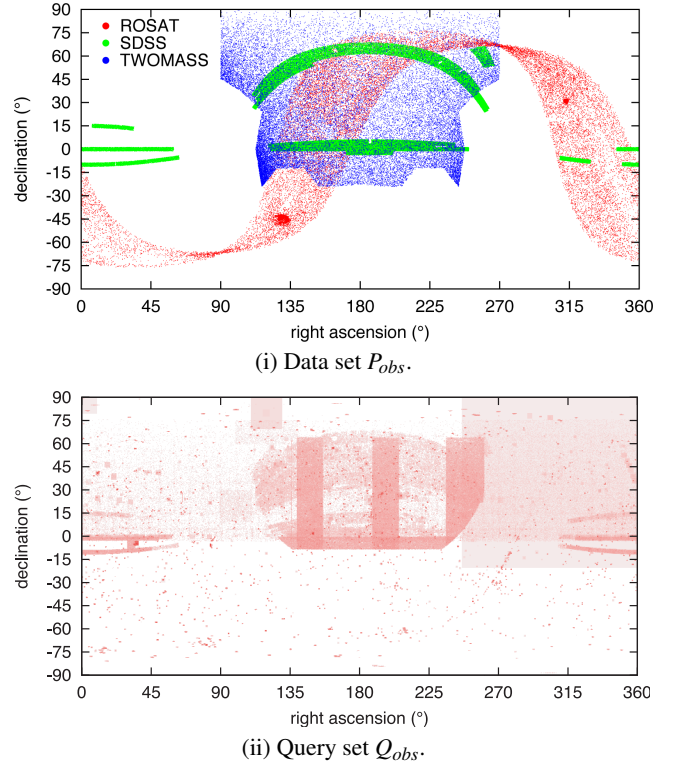 90
75
60
45
30
15
0
-15
-30
-45
-60
-75
-90
declination (°)
ROSAT
SDSS
TWOMASS
0 45 90 135 180 225 270 315 360
right ascension (°)
(i) Data set P_obs.
90
75
60
45
30
15
0
-15
-30
-45
-60
-75
-90
declination (°)
0 45 90 135 180 225 270 315 360
right ascension (°)
(ii) Query set Q_obs.